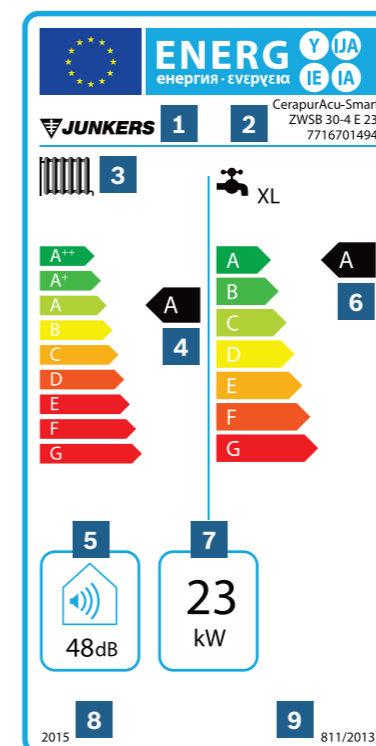 ENERG Y IJA
енергия · ενεργεια IE IA
JUNKERS 1 2 CerapurAcu-Smart
ZWSB 30-4 E 23
7716701494
3
XL
A++
A+
A
B
C
D
E
F
G
A
4
A
B
C
D
E
F
G
A
6
5
48dB
7
23
kW
8
2015
9
811/2013